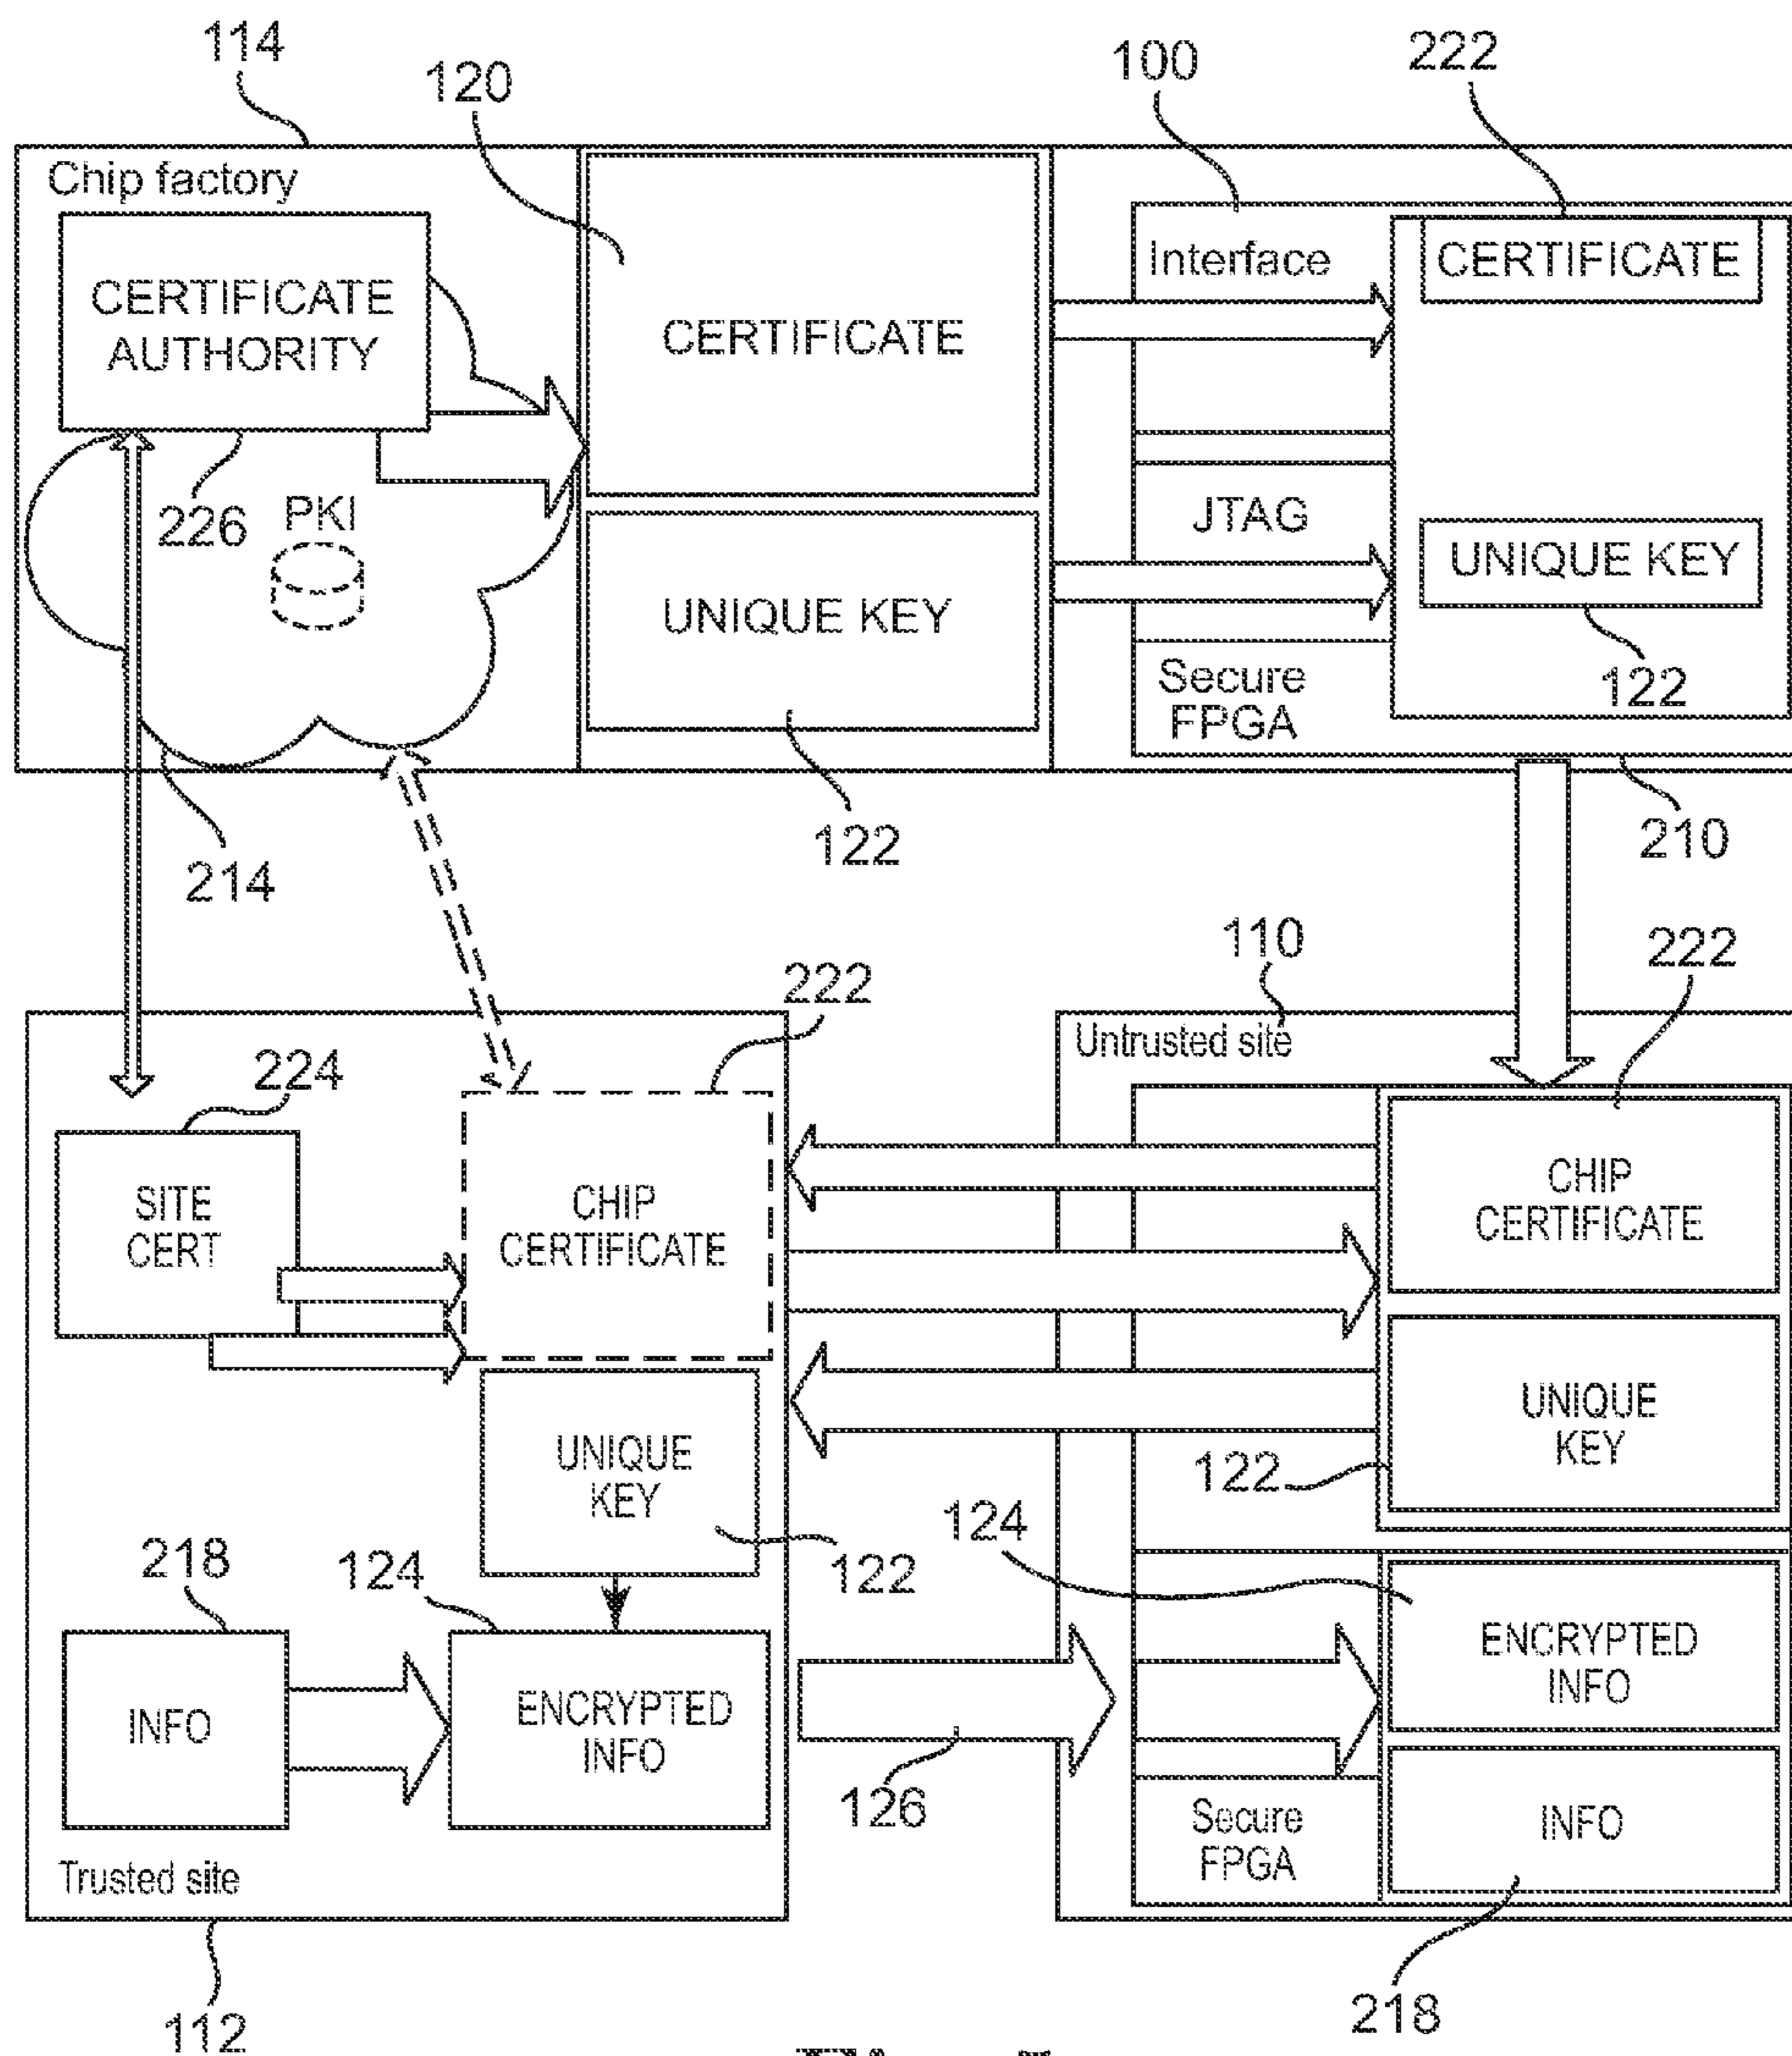 114
120
100
222
Chip factory
CERTIFICATE
AUTHORITY
226
PKI
CERTIFICATE
UNIQUE KEY
122
Interface
CERTIFICATE
JTAG
UNIQUE KEY
122
Secure
FPGA
210
214
222
110
222
Untrusted site
224
SITE
CERT
CHIP
CERTIFICATE
CHIP
CERTIFICATE
UNIQUE
KEY
122
UNIQUE
KEY
122
218
124
124
INFO
ENCRYPTED
INFO
126
ENCRYPTED
INFO
Secure
FPGA
INFO
Trusted site
112
218